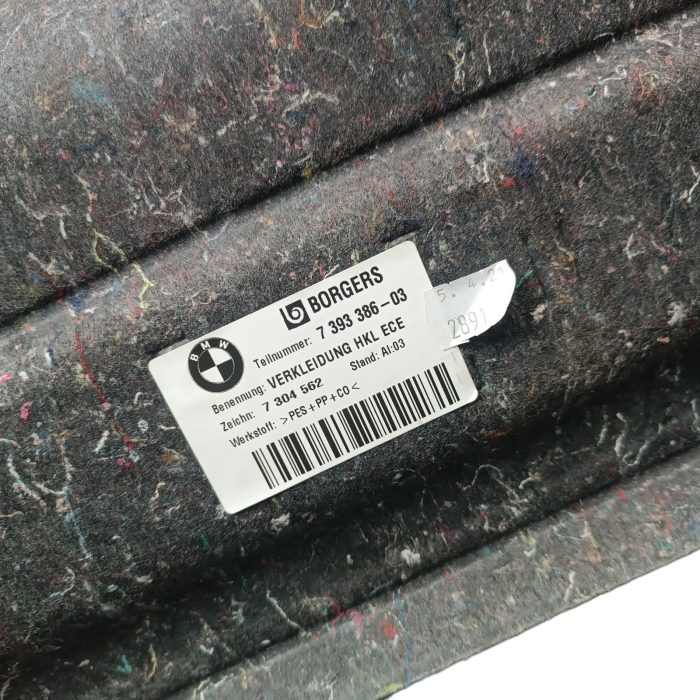 BORGERS
BMW
Teilnummer: 7 393 386-03
Benennung: VERKLEIDUNG HKL ECE
Zeichn: 7 304 562 Stand: AI:03
Werkstoff: >PES+PP+CO<
5. 4.21
2891